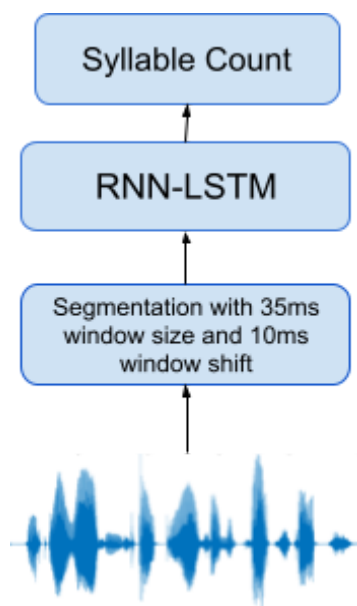 Syllable Count
RNN-LSTM
Segmentation with 35ms
window size and 10ms
window shift